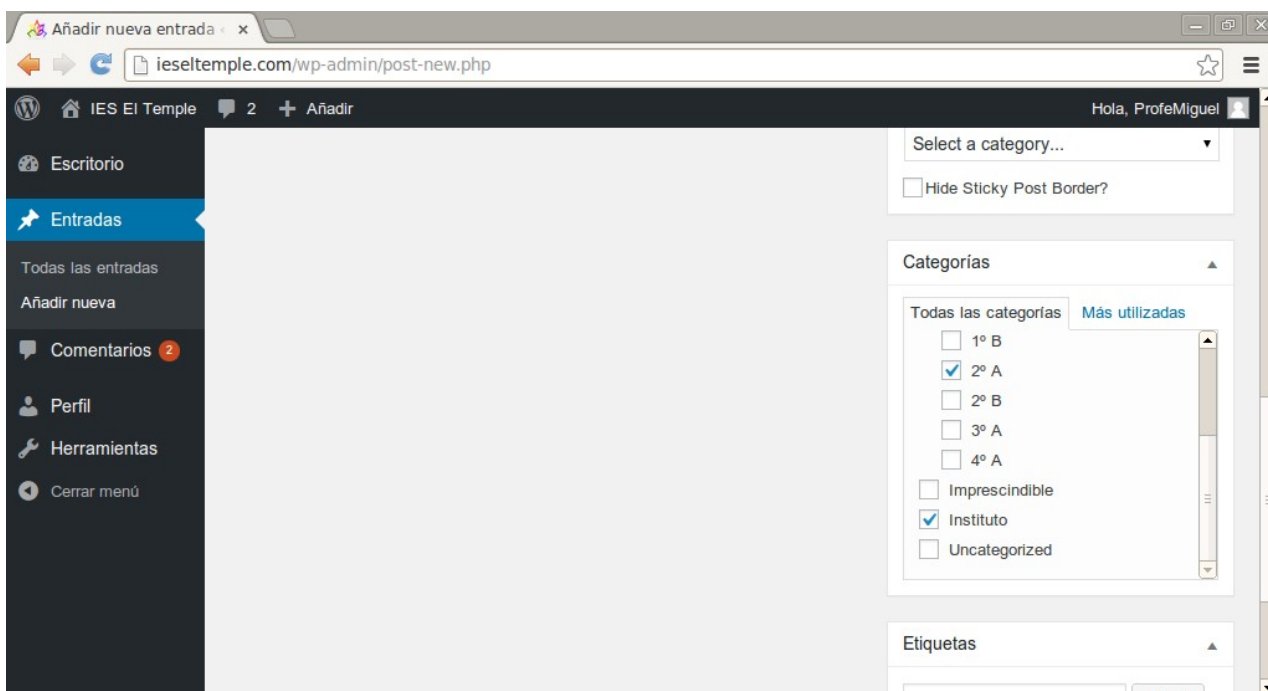 Añadir nueva entrada
ieseltemple.com/wp-admin/post-new.php
IES El Temple 2 Añadir
Hola, ProfeMiguel
Escritorio
Entradas
Todas las entradas
Añadir nueva
Comentarios 2
Perfil
Herramientas
Cerrar menú
Select a category...
Hide Sticky Post Border?
Categorías
Todas las categorías Más utilizadas
1º B
2º A
2º B
3º A
4º A
Imprescindible
Instituto
Uncategorized
Etiquetas